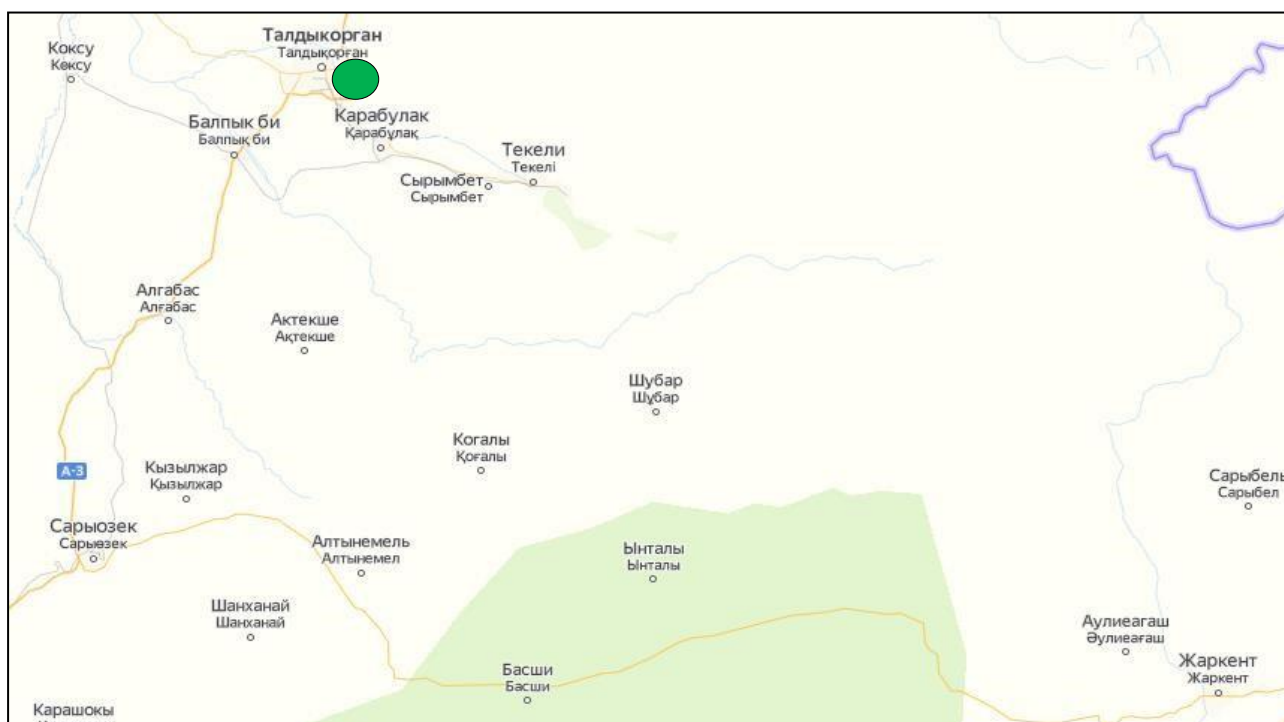 Талдыкорган
Талдықорған
Коксу
Көксу
Карабулак
Қарабұлақ
Балпык би
Балпық би
Текели
Текелі
Сырымбет
Сырымбет
Алгабас
Алғабас
Актекше
Ақтекше
Шубар
Шұбар
Когалы
Қоғалы
А-3
Кызылжар
Қызылжар
Сарыбель
Сарыбел
Сарыозек
Сарыөзек
Алтынемель
Алтынемел
Ынталы
Ынталы
Шанханай
Шанханай
Аулиеагаш
Әулиеағаш
Басши
Басши
Жаркент
Жаркент
Карашокы